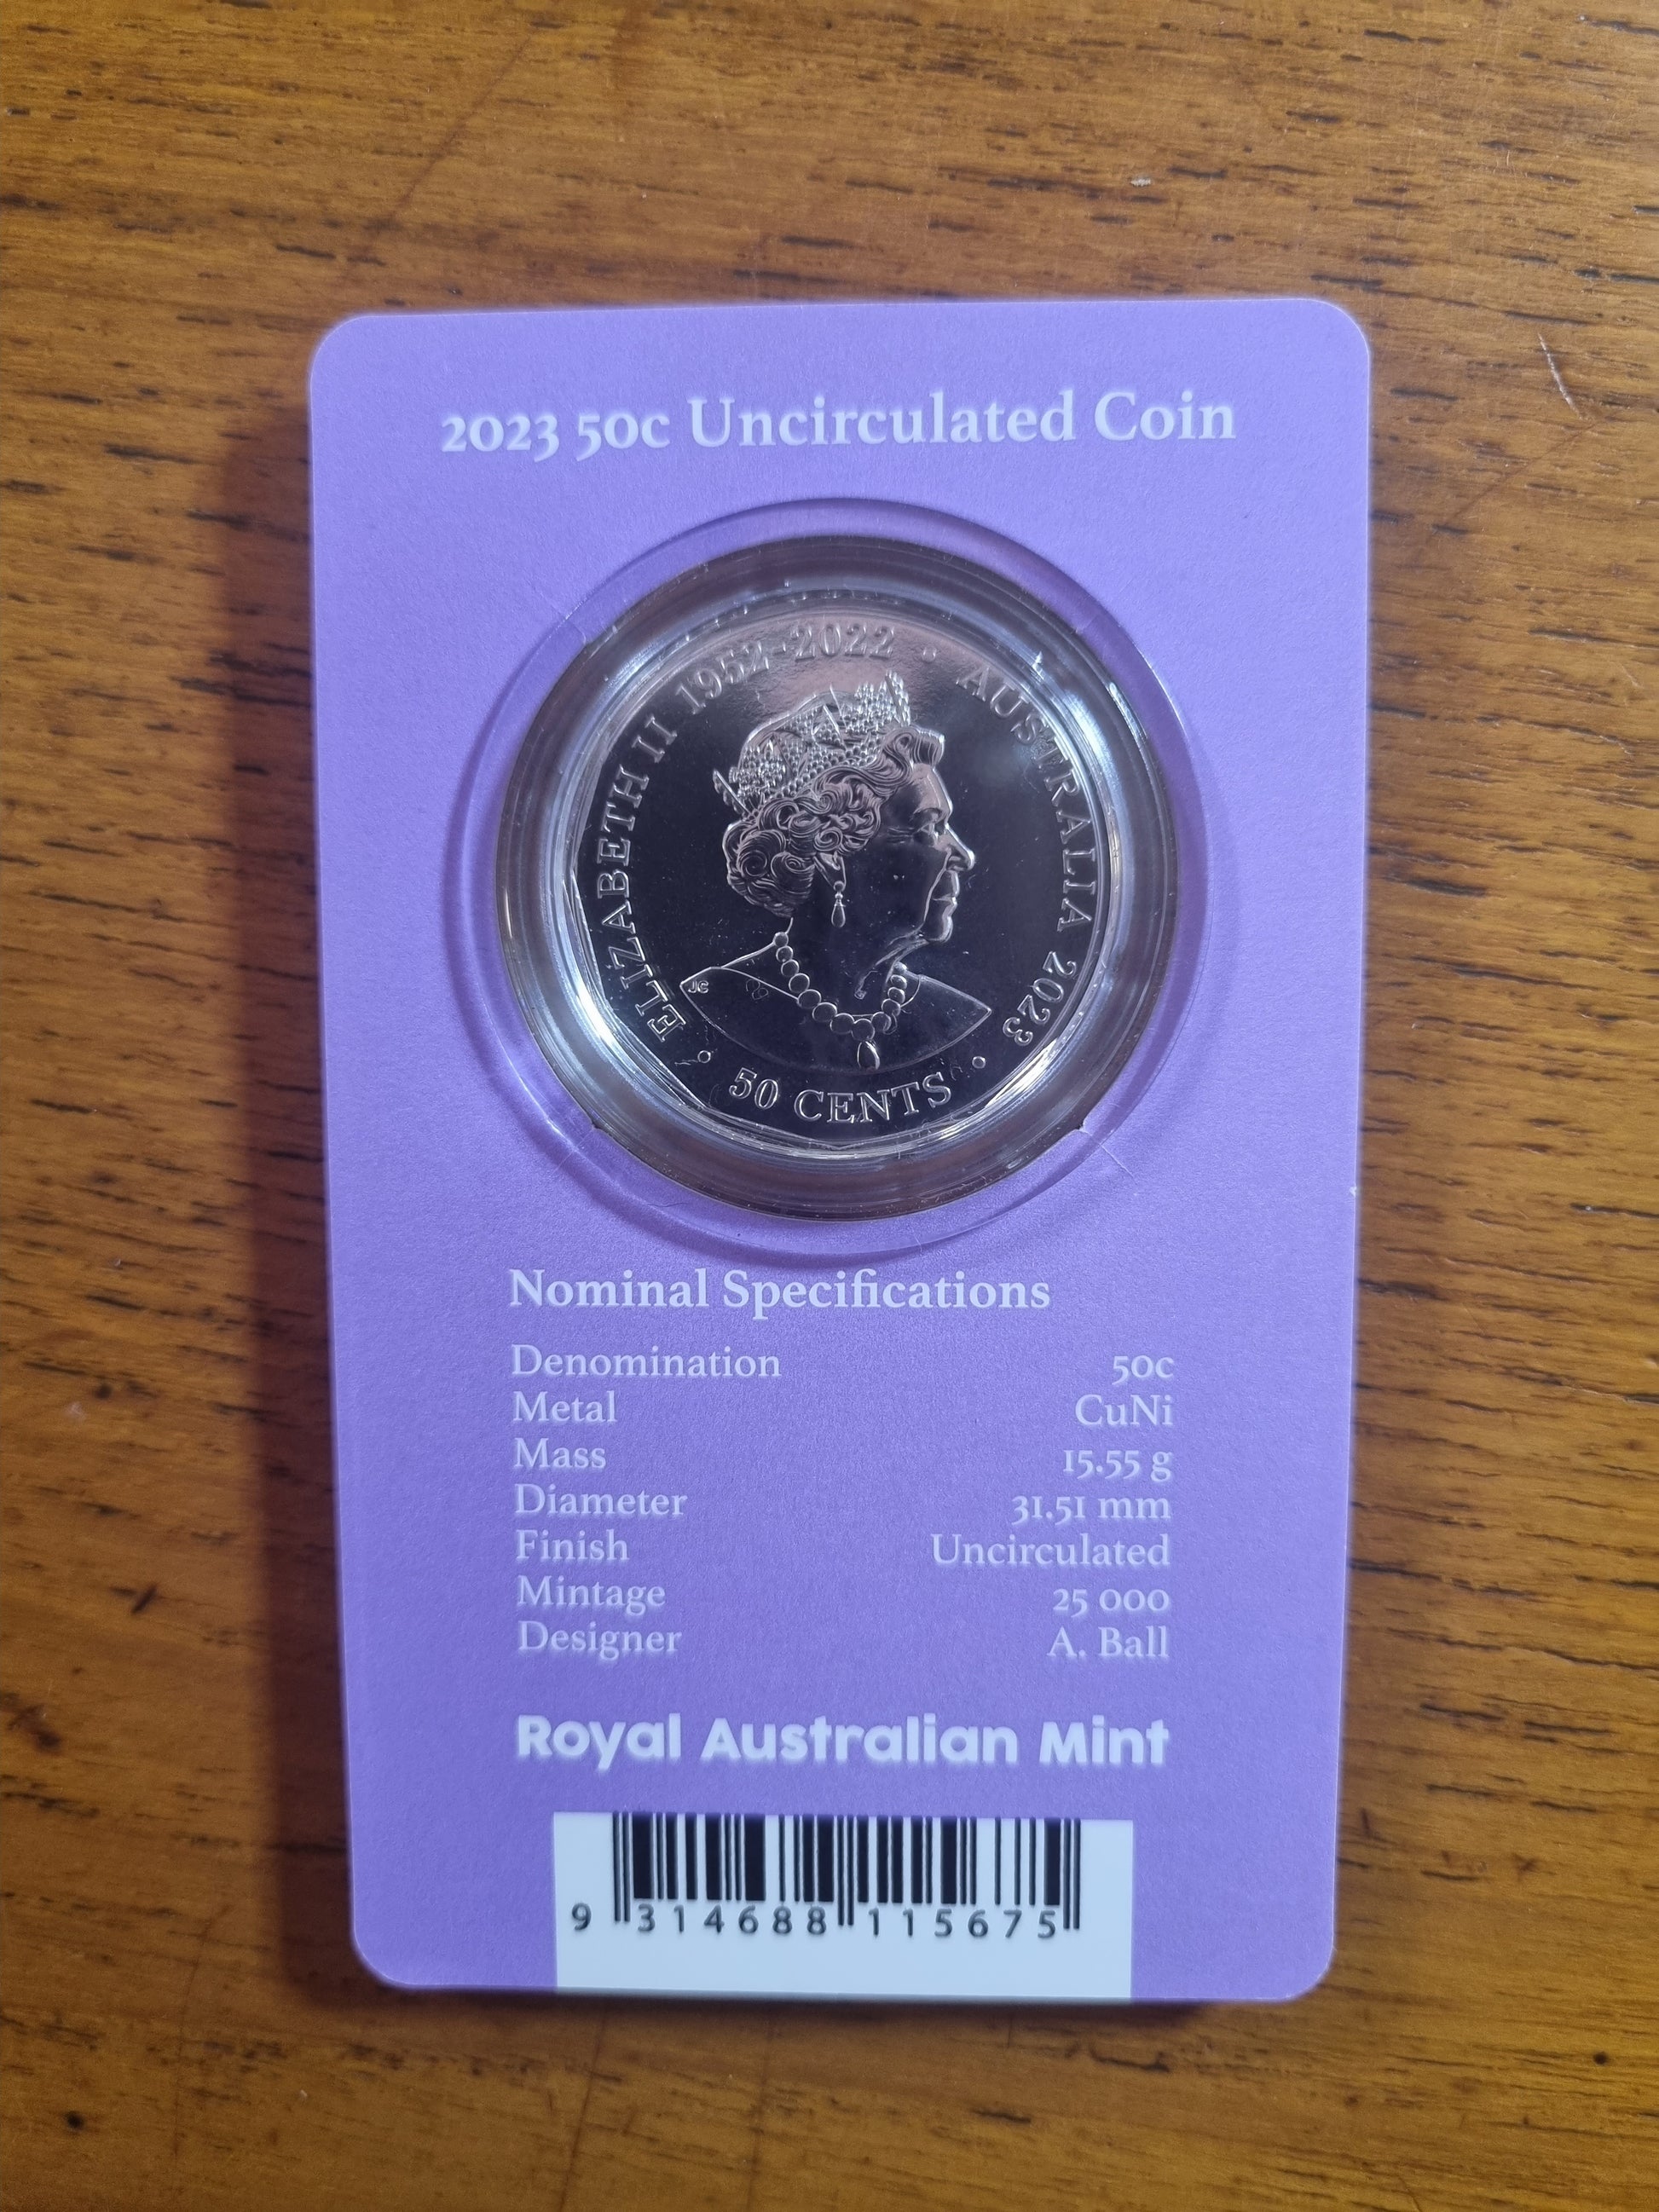 2023 50c Uncirculated Coin
ELIZABETH II 1952-2022 • AUSTRALIA 2023
JC
• 50 CENTS •
Nominal Specifications
Denomination 50c
Metal CuNi
Mass 15.55 g
Diameter 31.51 mm
Finish Uncirculated
Mintage 25 000
Designer A. Ball
Royal Australian Mint
9 314688 115675